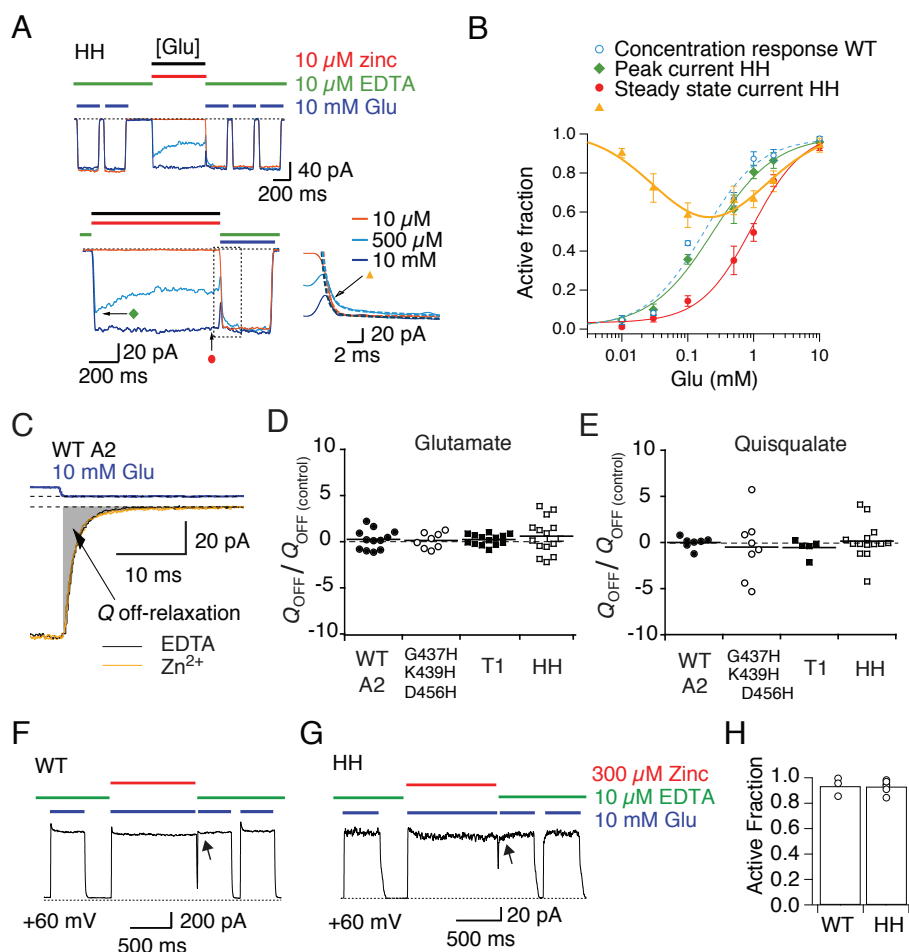 A
HH
[Glu]
10 µM zinc
10 µM EDTA
10 mM Glu
40 pA
200 ms
10 µM
500 µM
10 mM
20 pA
200 ms
20 pA
2 ms
B
Concentration response WT
Peak current HH
Steady state current HH
Active fraction
1.0
0.8
0.6
0.4
0.2
0.0
0.01
0.1
1
10
Glu (mM)
C
WT A2
10 mM Glu
20 pA
10 ms
Q off-relaxation
EDTA
Zn2+
D
Glutamate
QOFF / QOFF (control)
10
5
0
-5
-10
WT
A2
G437H
K439H
D456H
T1
HH
E
Quisqualate
QOFF / QOFF (control)
10
5
0
-5
-10
WT
A2
G437H
K439H
D456H
T1
HH
F
WT
+60 mV
200 pA
500 ms
G
HH
300 µM Zinc
10 µM EDTA
10 mM Glu
+60 mV
20 pA
500 ms
H
Active Fraction
1.0
0.8
0.6
0.4
0.2
0.0
WT
HH